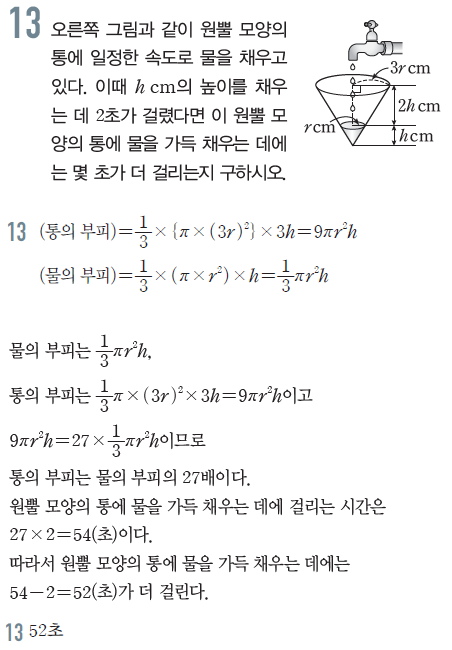 13 오른쪽 그림과 같이 원뿔 모양의
통에 일정한 속도로 물을 채우고
있다. 이때 h cm의 높이를 채우
는 데 2초가 걸렸다면 이 원뿔 모
양의 통에 물을 가득 채우는 데에
는 몇 초가 더 걸리는지 구하시오.
3r cm
2h cm
r cm
h cm
13 (통의 부피)=1/3×{π×(3r)²}×3h=9πr²h
(물의 부피)=1/3×(π×r²)×h=1/3πr²h
물의 부피는 1/3πr²h,
통의 부피는 1/3π×(3r)²×3h=9πr²h이고
9πr²h=27×1/3πr²h이므로
통의 부피는 물의 부피의 27배이다.
원뿔 모양의 통에 물을 가득 채우는 데에 걸리는 시간은
27×2=54(초)이다.
따라서 원뿔 모양의 통에 물을 가득 채우는 데에는
54-2=52(초)가 더 걸린다.
13 52초